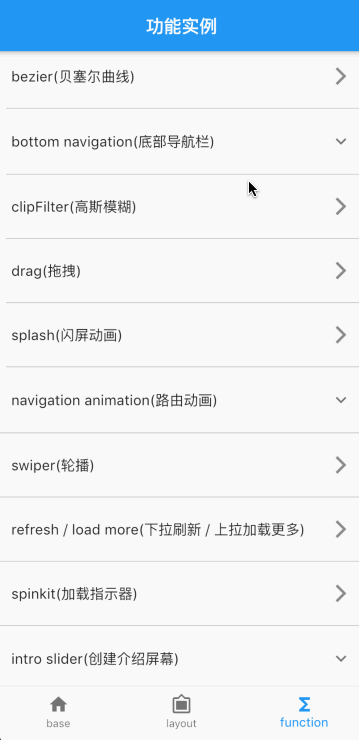 功能实例
bezier(贝塞尔曲线)
bottom navigation(底部导航栏)
clipFilter(高斯模糊)
drag(拖拽)
splash(闪屏动画)
navigation animation(路由动画)
swiper(轮播)
refresh / load more(下拉刷新 / 上拉加载更多)
spinkit(加载指示器)
intro slider(创建介绍屏幕)
base
layout
function